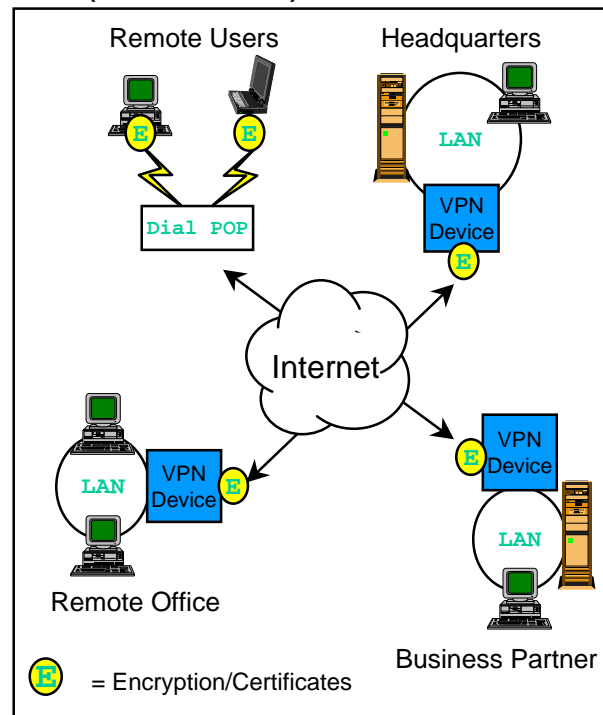 Remote Users
Headquarters
E
E
LAN
VPN
Device
Dial POP
E
Internet
VPN
Device
E
LAN
VPN
Device
E
LAN
Remote Office
Business Partner
E = Encryption/Certificates